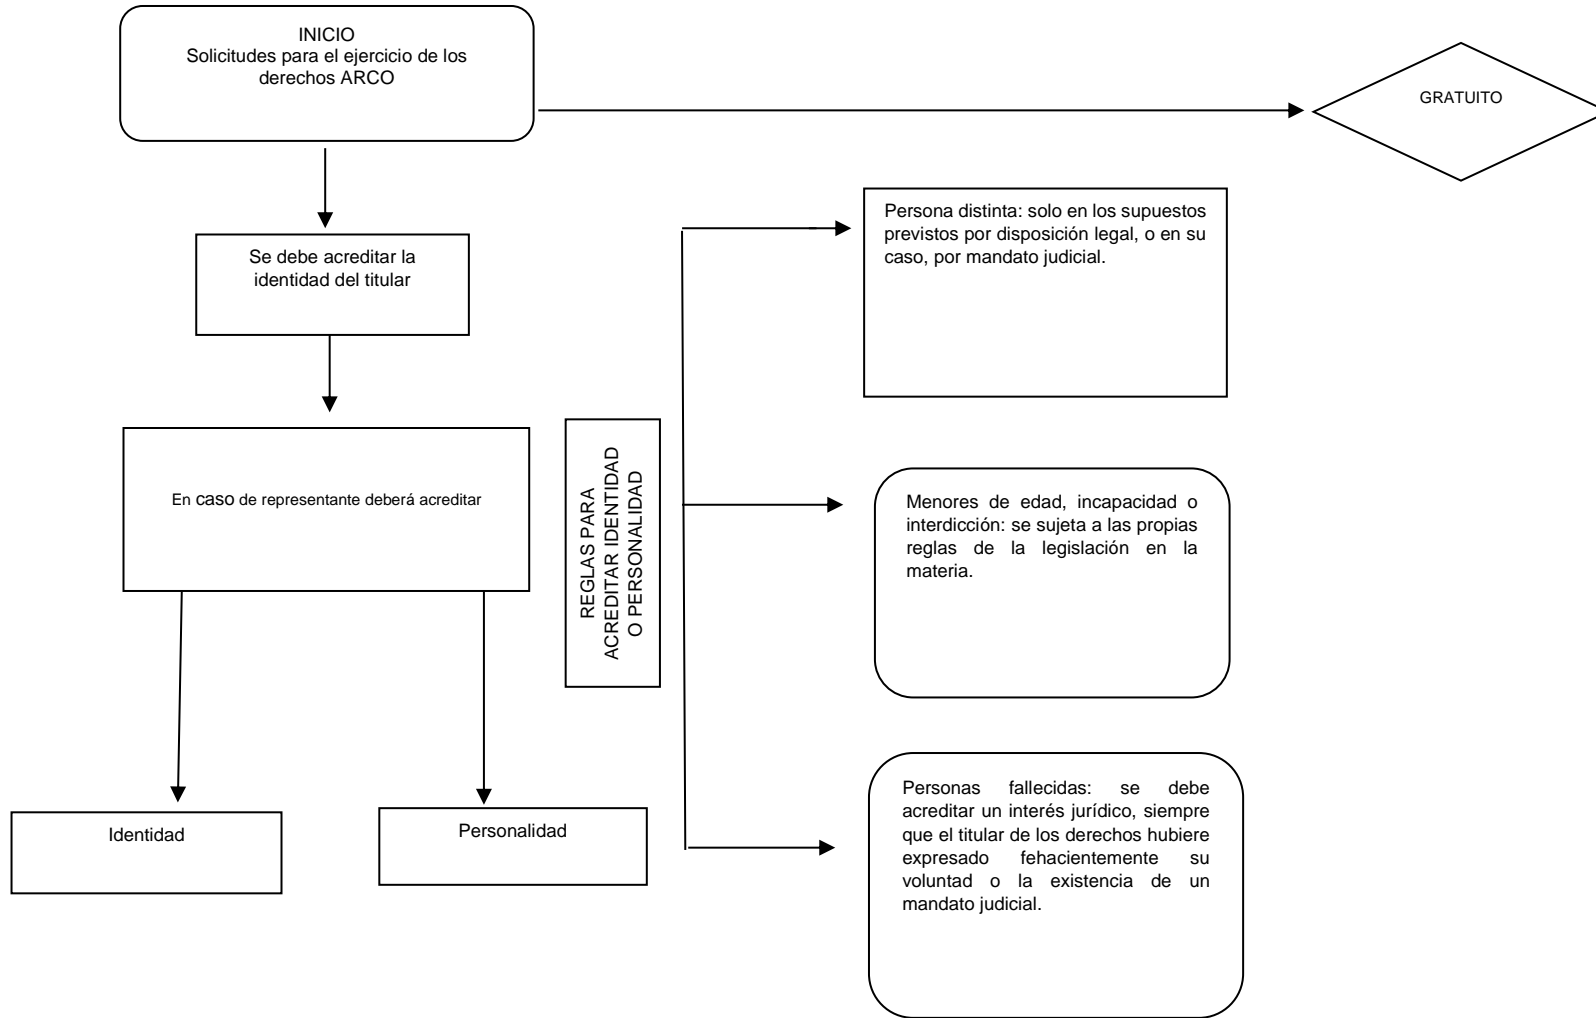 INICIO
Solicitudes para el ejercicio de los
derechos ARCO
GRATUITO
Se debe acreditar la
identidad del titular
En caso de representante deberá acreditar
Identidad
Personalidad
REGLAS PARA
ACREDITAR IDENTIDAD
O PERSONALIDAD
Persona distinta: solo en los supuestos
previstos por disposición legal, o en su
caso, por mandato judicial.
Menores de edad, incapacidad o
interdicción: se sujeta a las propias
reglas de la legislación en la
materia.
Personas fallecidas: se debe
acreditar un interés jurídico, siempre
que el titular de los derechos hubiere
expresado fehacientemente su
voluntad o la existencia de un
mandato judicial.